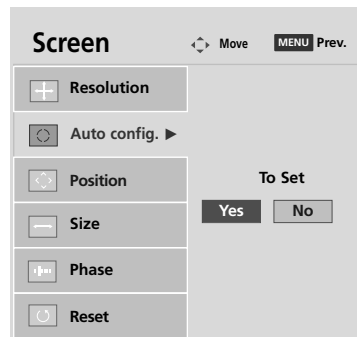 Screen Move MENU Prev.
Resolution
Auto config. ►
Position
To Set
Yes No
Size
Phase
Reset